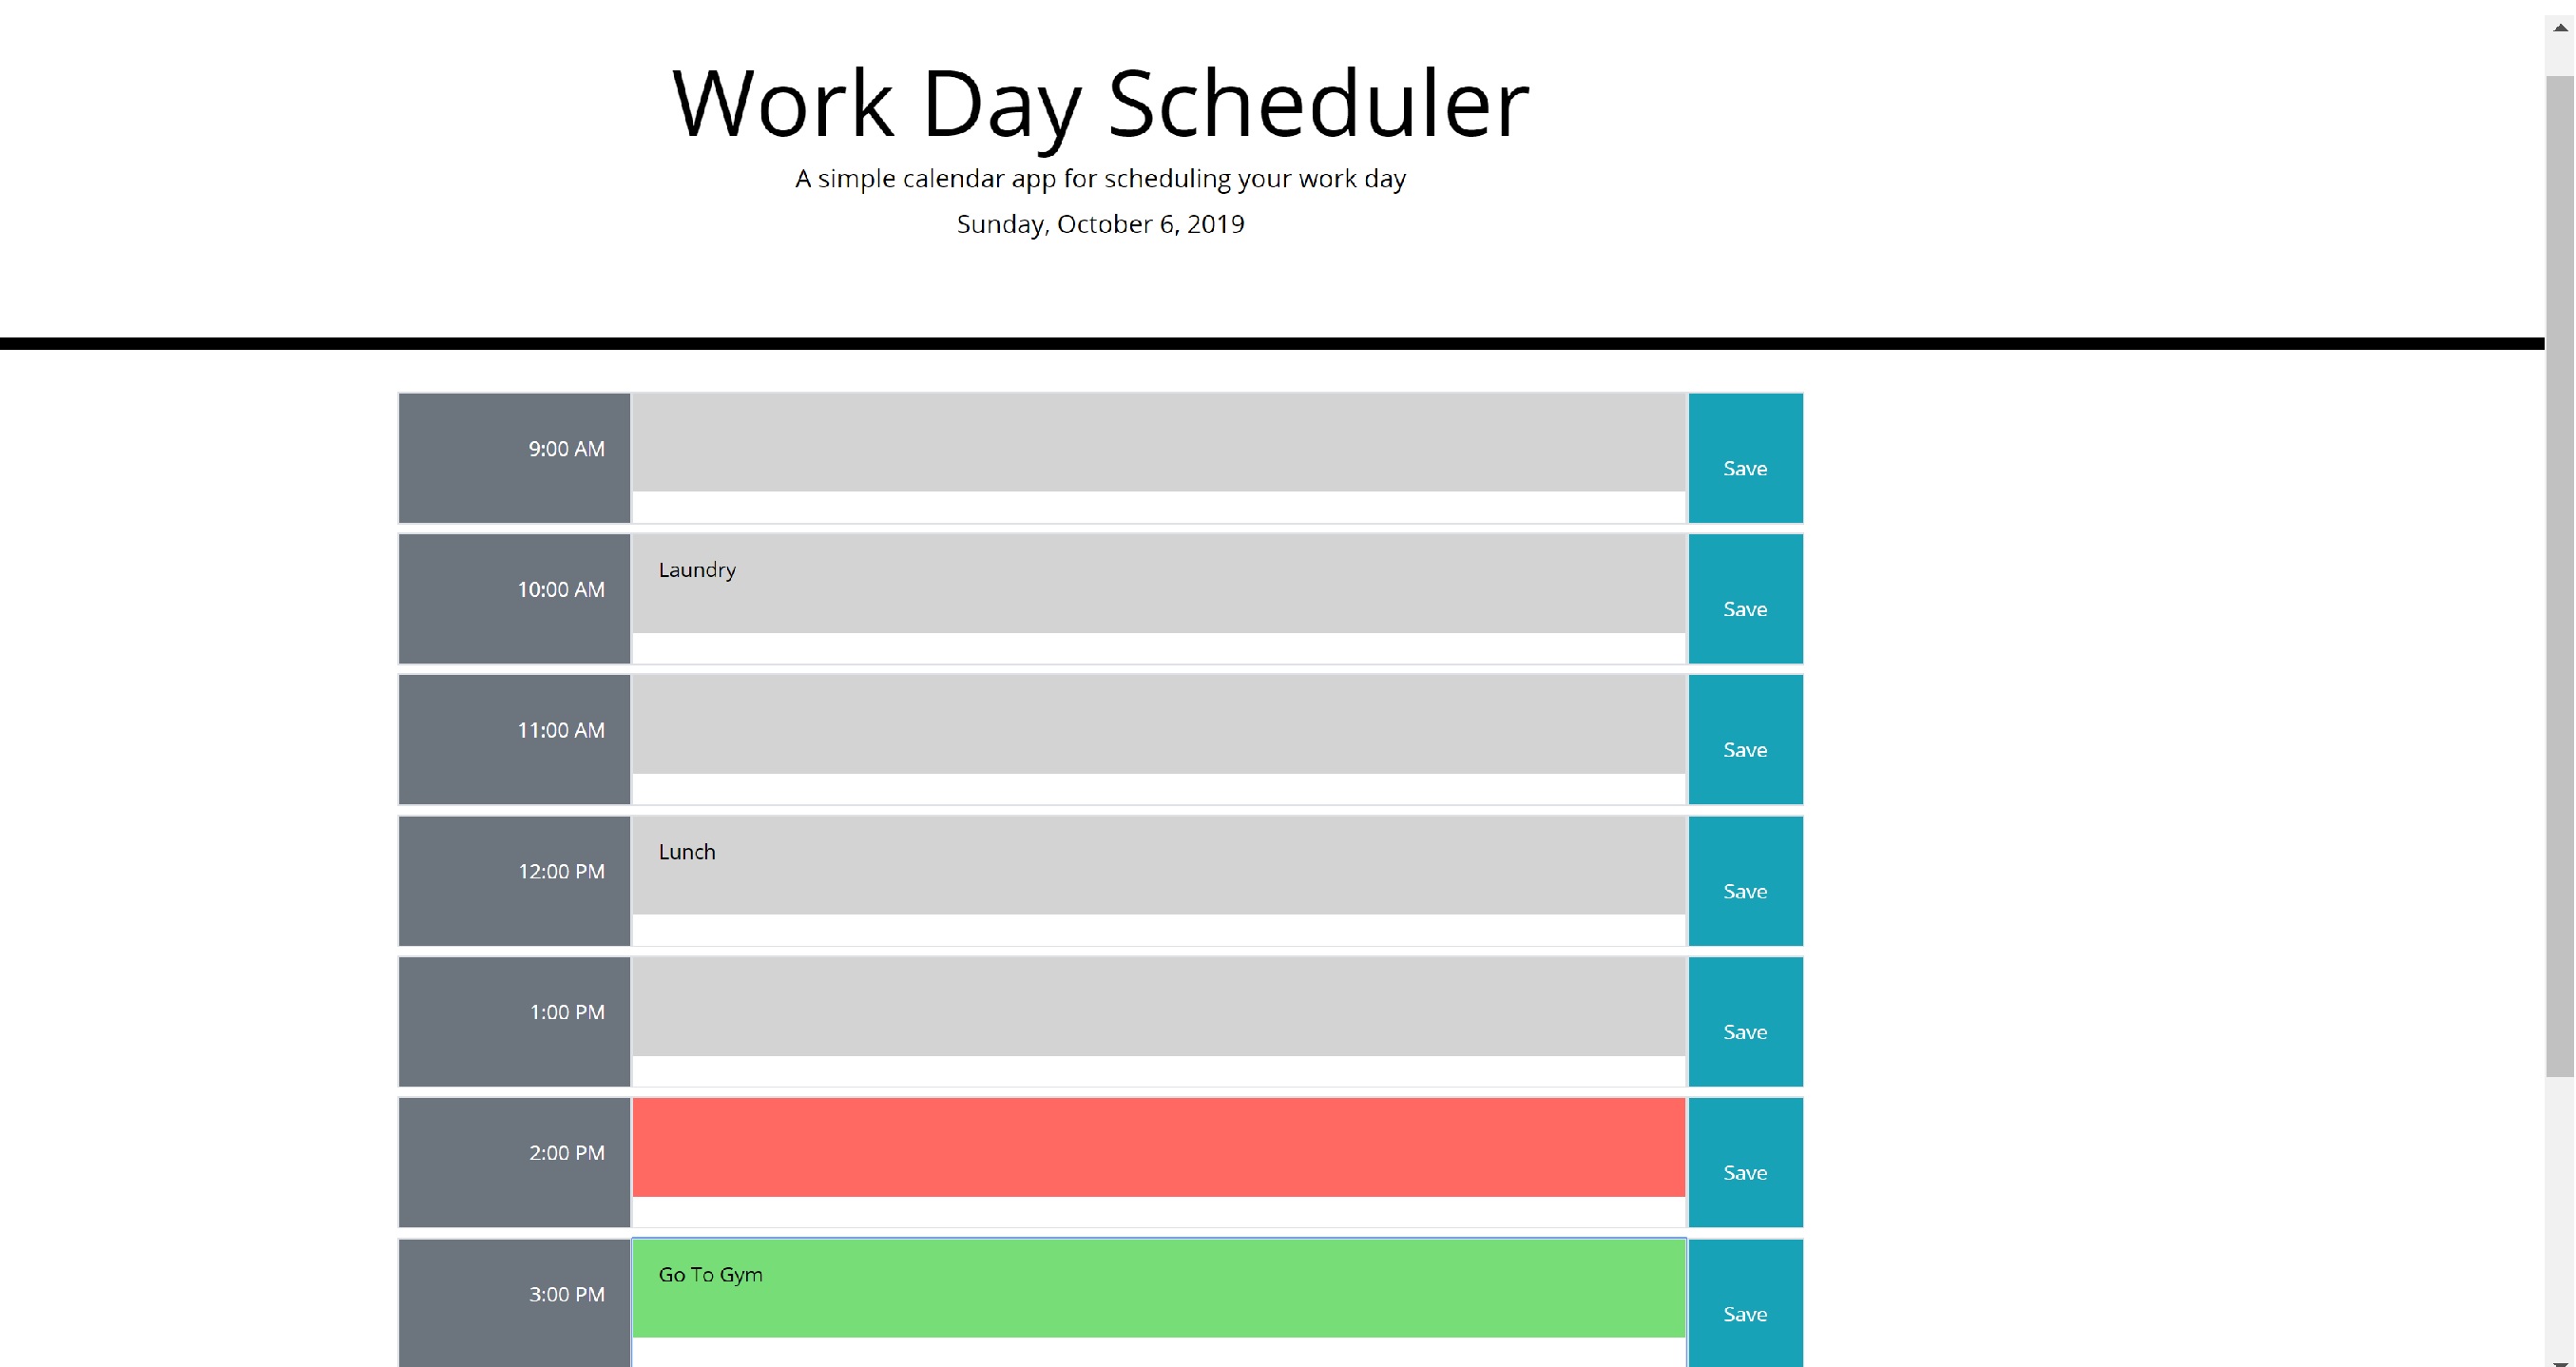 Work Day Scheduler
A simple calendar app for scheduling your work day
Sunday, October 6, 2019
9:00 AM
Save
10:00 AM
Laundry
Save
11:00 AM
Save
12:00 PM
Lunch
Save
1:00 PM
Save
2:00 PM
Save
3:00 PM
Go To Gym
Save